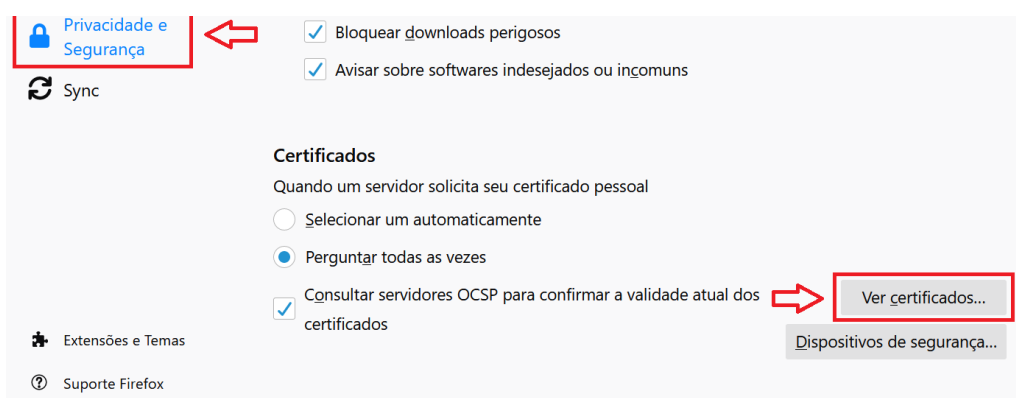 Privacidade e
Segurança
Sync
Extensões e Temas
Suporte Firefox
Bloquear downloads perigosos
Avisar sobre softwares indesejados ou incomuns
Certificados
Quando um servidor solicita seu certificado pessoal
Selecionar um automaticamente
Perguntar todas as vezes
Consultar servidores OCSP para confirmar a validade atual dos
certificados
Ver certificados...
Dispositivos de segurança...